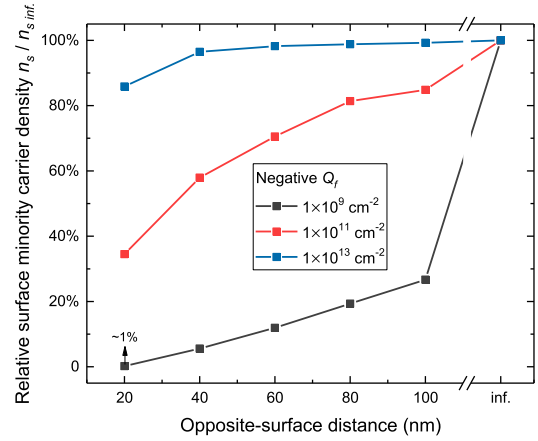 Relative surface minority carrier density n_s / n_s inf.
100%
80%
60%
40%
20%
0
~1%
Negative Q_f
1×10^9 cm^-2
1×10^11 cm^-2
1×10^13 cm^-2
20 40 60 80 100 inf.
Opposite-surface distance (nm)